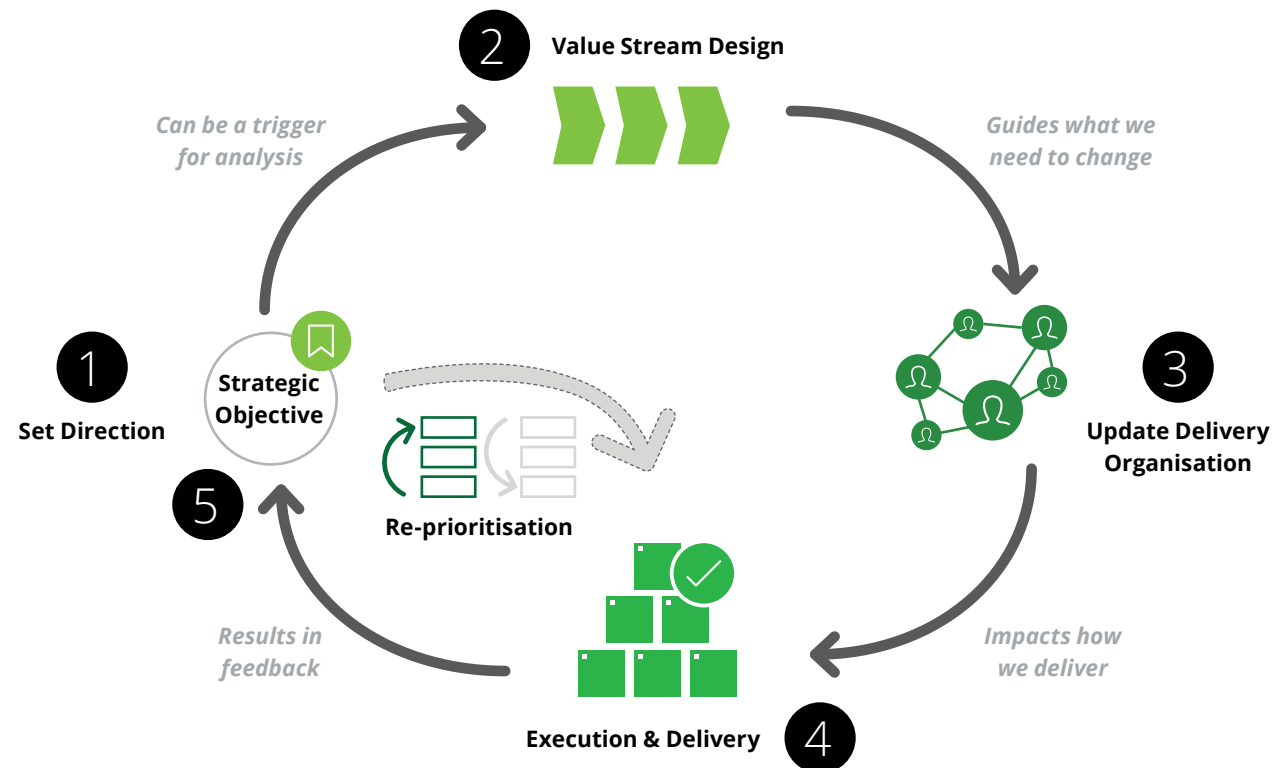 2
Value Stream Design
Can be a trigger
for analysis
Guides what we
need to change
1
Set Direction
Strategic
Objective
3
Update Delivery
Organisation
5
Re-prioritisation
Results in
feedback
Impacts how
we deliver
Execution & Delivery
4